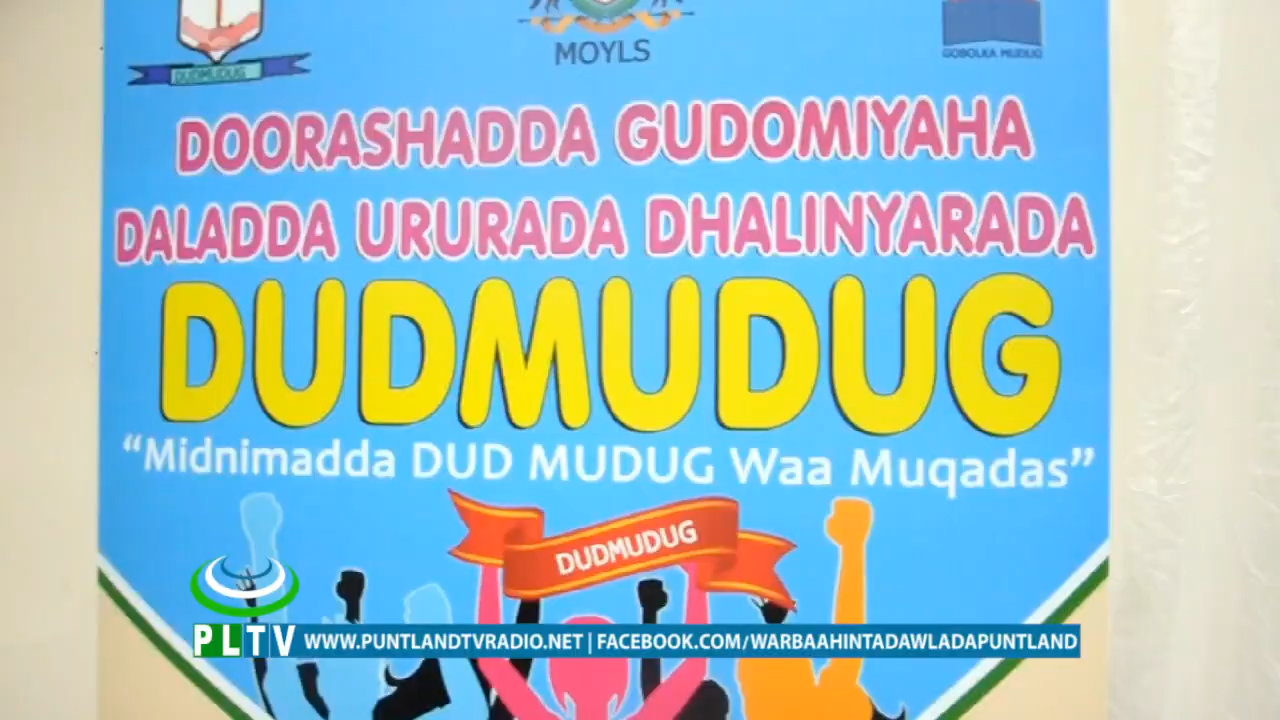 DUDMUDUG
MOYLS
GOBOLKA MUDUG
DOORASHADDA GUDOMIYAHA
DALADDA URURADA DHALINYARADA
DUDMUDUG
“Midnimadda DUD MUDUG Waa Muqadas”
DUDMUDUG
PLTV WWW.PUNTLANDTVRADIO.NET | FACEBOOK.COM/WARBAAHINTADAWLADAPUNTLAND